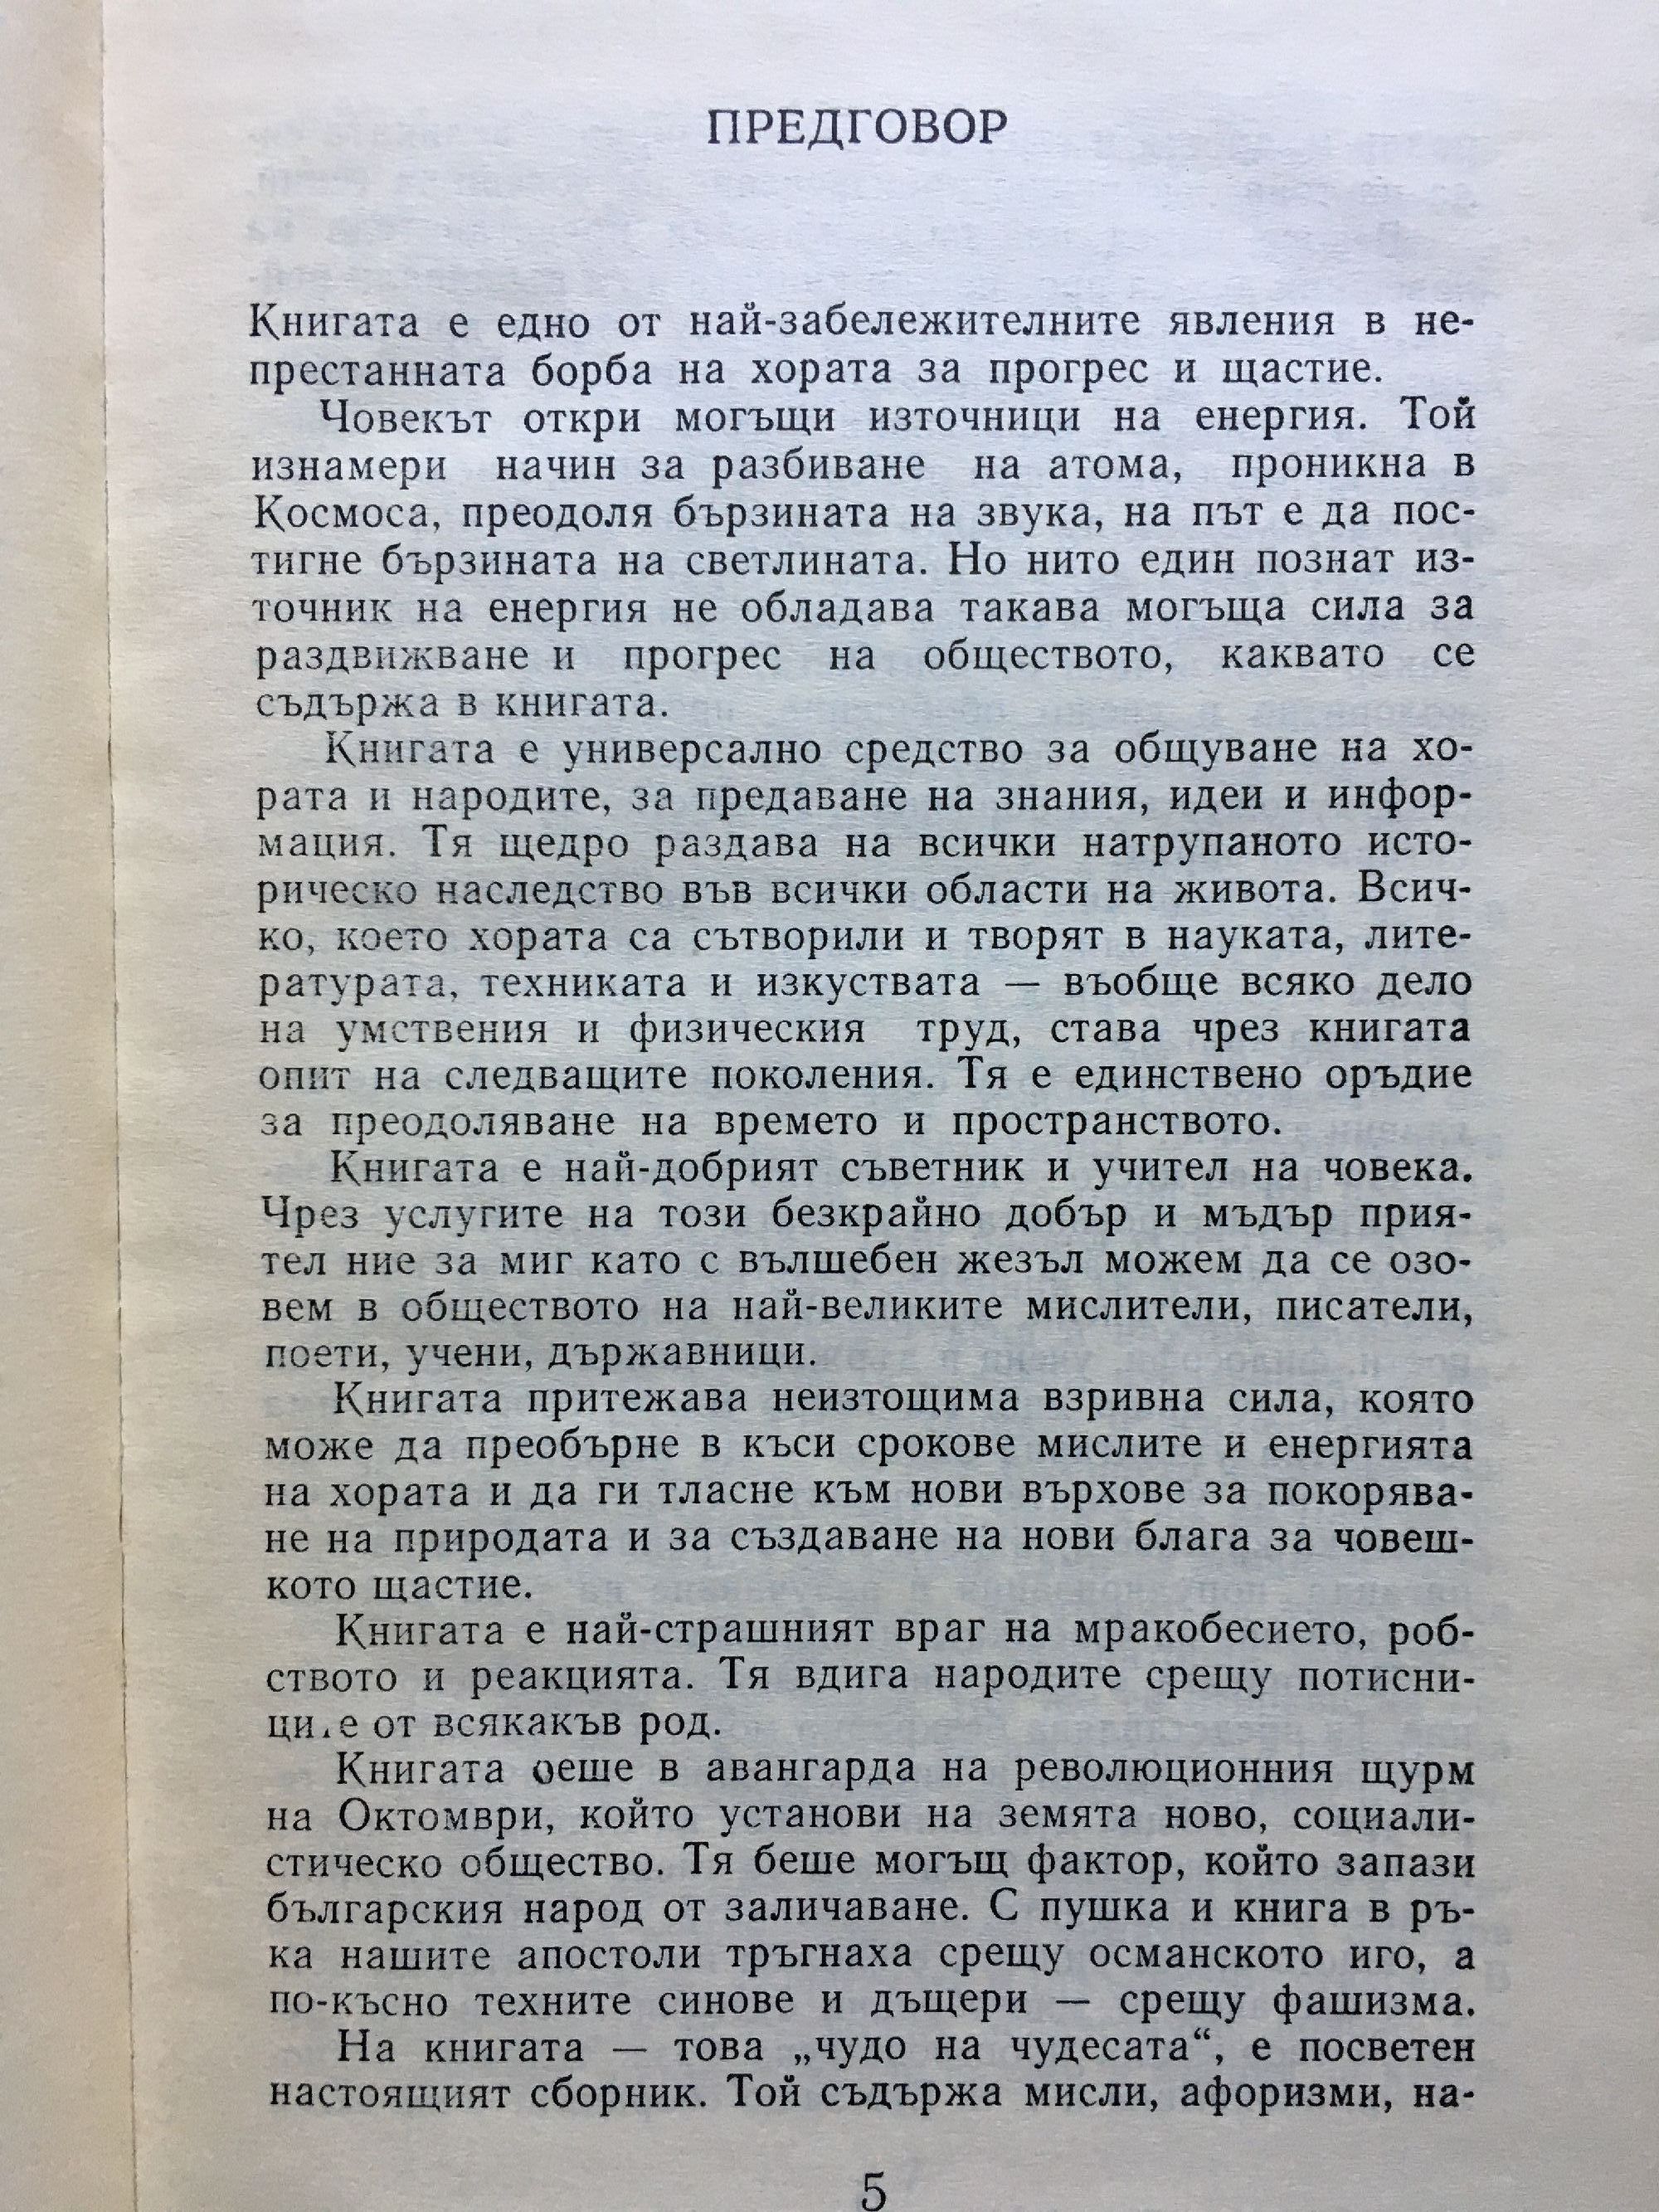 ПРЕДГОВОР
Книгата е едно от най-забележителните явления в не-
престанната борба на хората за прогрес и щастие.
Човекът откри могъщи източници на енергия. Той
изнамери начин за разбиване на атома, проникна в
Космоса, преодоля бързината на звука, на път е да пос-
тигне бързината на светлината. Но нито един познат из-
точник на енергия не обладава такава могъща сила за
раздвижване и прогрес на обществото, каквато се
съдържа в книгата.
Книгата е универсално средство за общуване на хо-
рата и народите, за предаване на знания, идеи и инфор-
мация. Тя щедро раздава на всички натрупаното исто-
рическо наследство във всички области на живота. Всич-
ко, което хората са сътворили и творят в науката, лите-
ратурата, техниката и изкуствата — въобще всяко дело
на умствения и физическия труд, става чрез книгата
опит на следващите поколения. Тя е единствено оръдие
за преодоляване на времето и пространството.
Книгата е най-добрият съветник и учител на човека.
Чрез услугите на този безкрайно добър и мъдър прия-
тел ние за миг като с вълшебен жезъл можем да се озо-
вем в обществото на най-великите мислители, писатели,
поети, учени, държавници.
Книгата притежава неизтощима взривна сила, която
може да преобърне в къси срокове мислите и енергията
на хората и да ги тласне към нови върхове за покорява-
не на природата и за създаване на нови блага за човеш-
кото щастие.
Книгата е най-страшният враг на мракобесието, роб-
ството и реакцията. Тя вдига народите срещу потисни-
ци.е от всякакъв род.
Книгата беше в авангарда на революционния щурм
на Октомври, който установи на земята ново, социали-
стическо общество. Тя беше могъщ фактор, който запази
българския народ от заличаване. С пушка и книга в ръ-
ка нашите апостоли тръгнаха срещу османското иго, а
по-късно техните синове и дъщери — срещу фашизма.
На книгата — това „чудо на чудесата“, е посветен
настоящият сборник. Той съдържа мисли, афоризми, на-
5